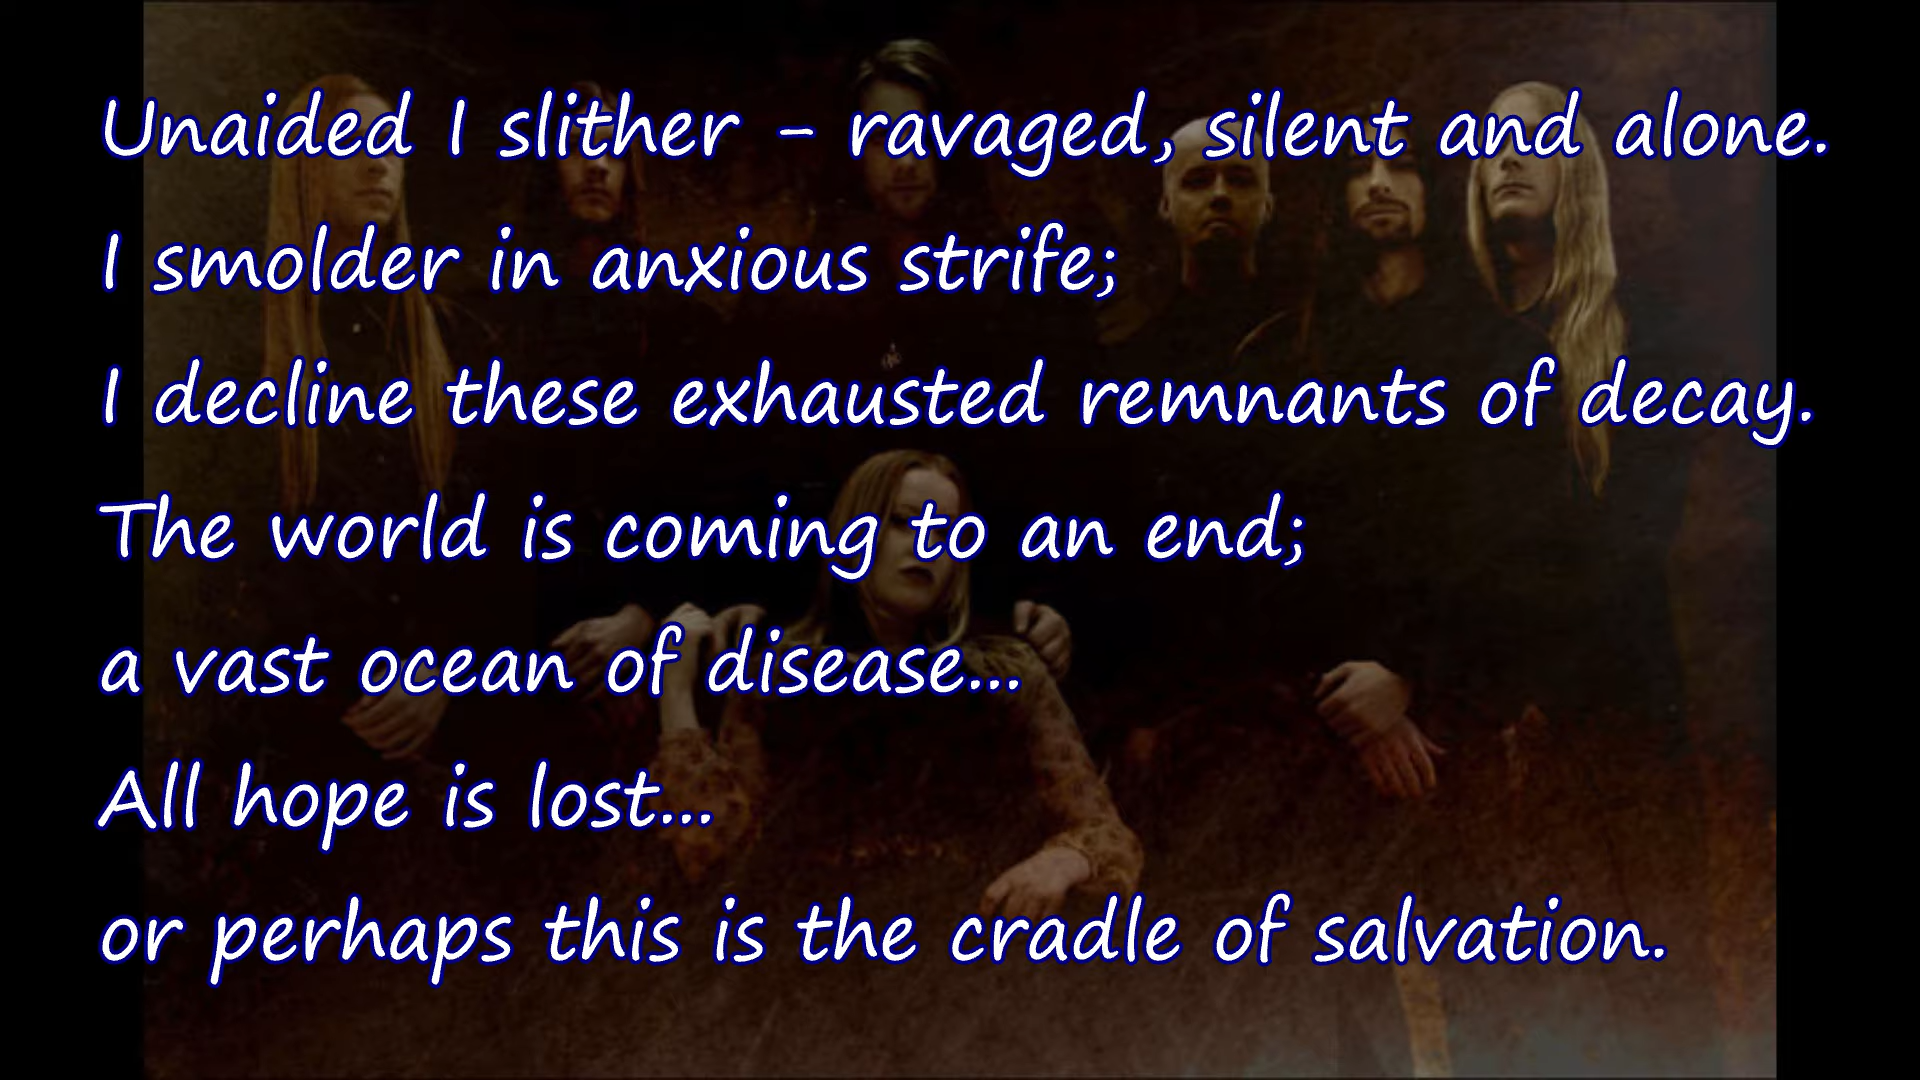 Unaided I slither - ravaged, silent and alone.
I smolder in anxious strife;
I decline these exhausted remnants of decay.
The world is coming to an end;
a vast ocean of disease...
All hope is lost...
or perhaps this is the cradle of salvation.